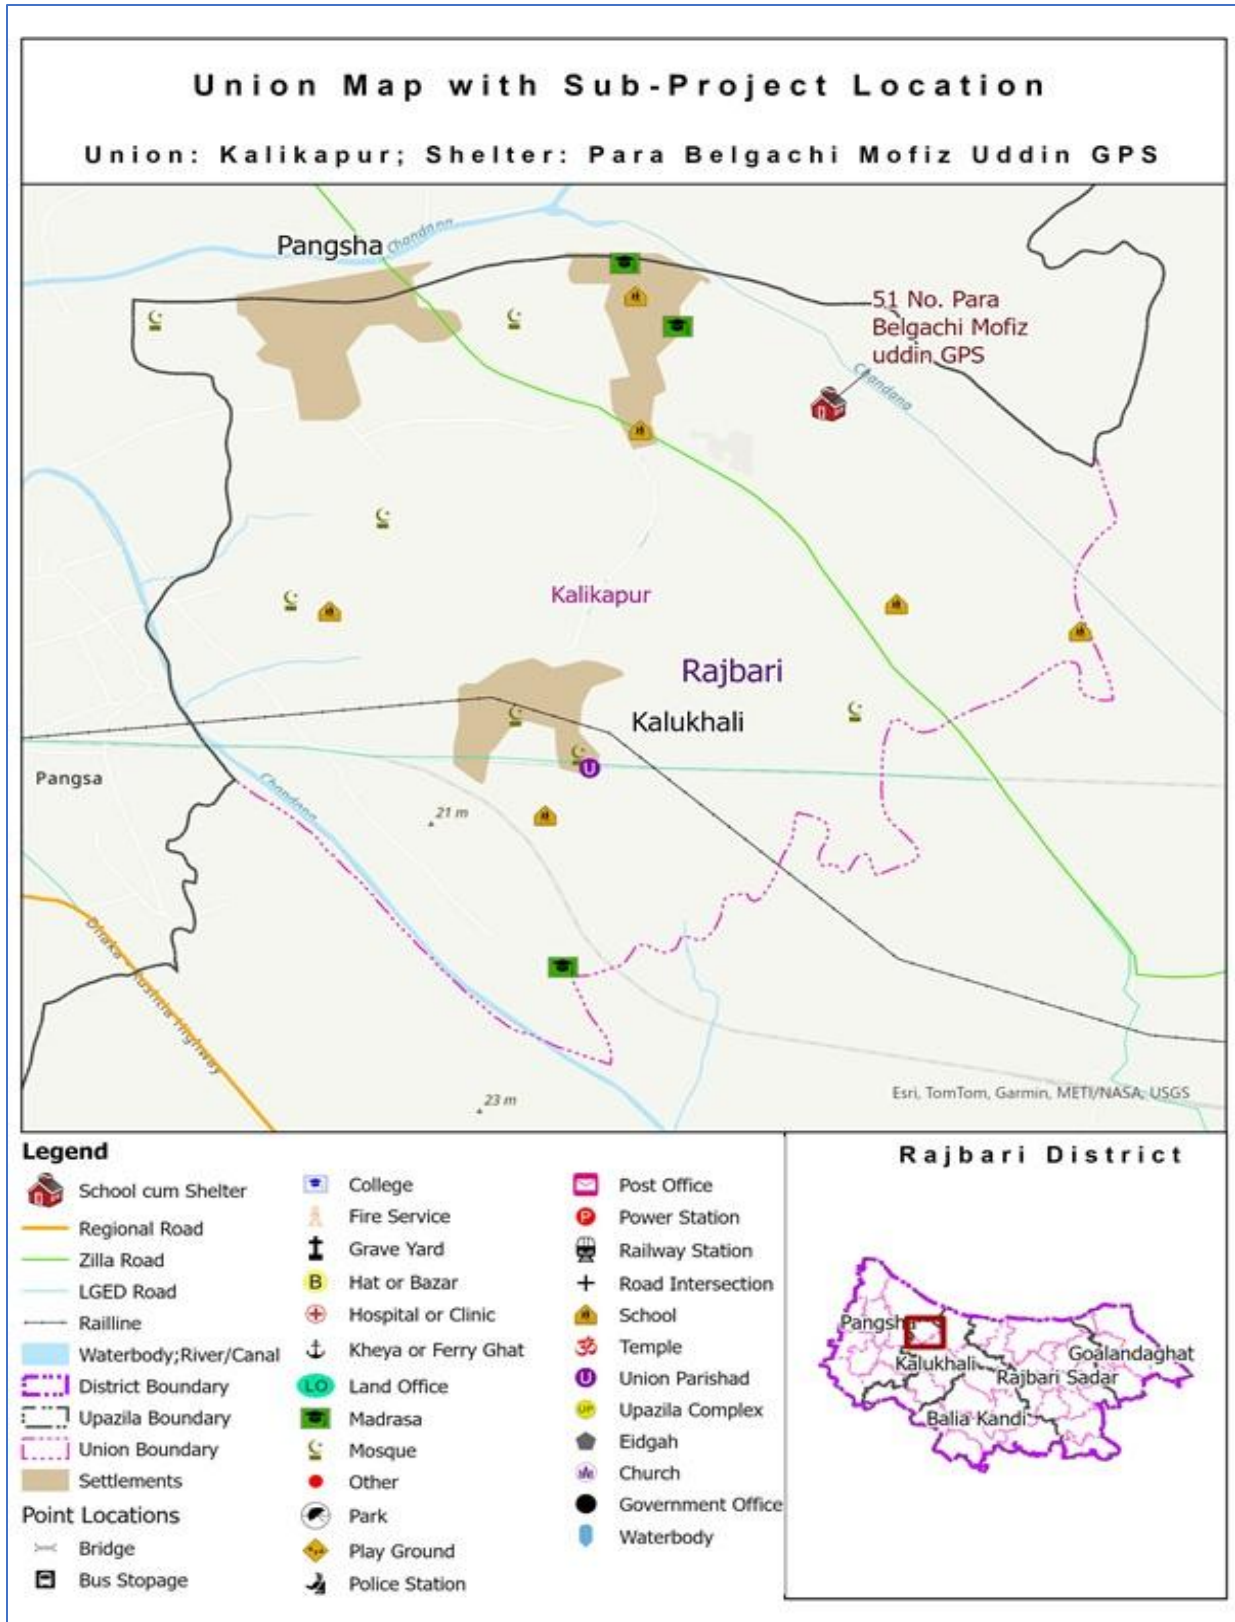 Union Map with Sub-Project Location
Union: Kalikapur; Shelter: Para Belgachi Mofiz Uddin GPS
Pangsha
Chandana
51 No. Para
Belgachi Mofiz
uddin GPS
Chandana
Kalikapur
Rajbari
Kalukhali
Pangsa
Chandana
U
21 m
Dhaka - Kushtia Highway
23 m
Esri, TomTom, Garmin, METI/NASA, USGS
Legend
School cum Shelter
Regional Road
Zilla Road
LGED Road
Railline
Waterbody;River/Canal
District Boundary
Upazila Boundary
Union Boundary
Settlements
Point Locations
Bridge
Bus Stopage
College
Fire Service
Grave Yard
B Hat or Bazar
Hospital or Clinic
Kheya or Ferry Ghat
LO Land Office
Madrasa
Mosque
Other
Park
Play Ground
Police Station
Post Office
P Power Station
Railway Station
Road Intersection
School
Temple
U Union Parishad
UP Upazila Complex
Eidgah
Church
Government Office
Waterbody
Rajbari District
Pangsha
Kalukhali
Goalandaghat
Rajbari Sadar
Balia Kandi